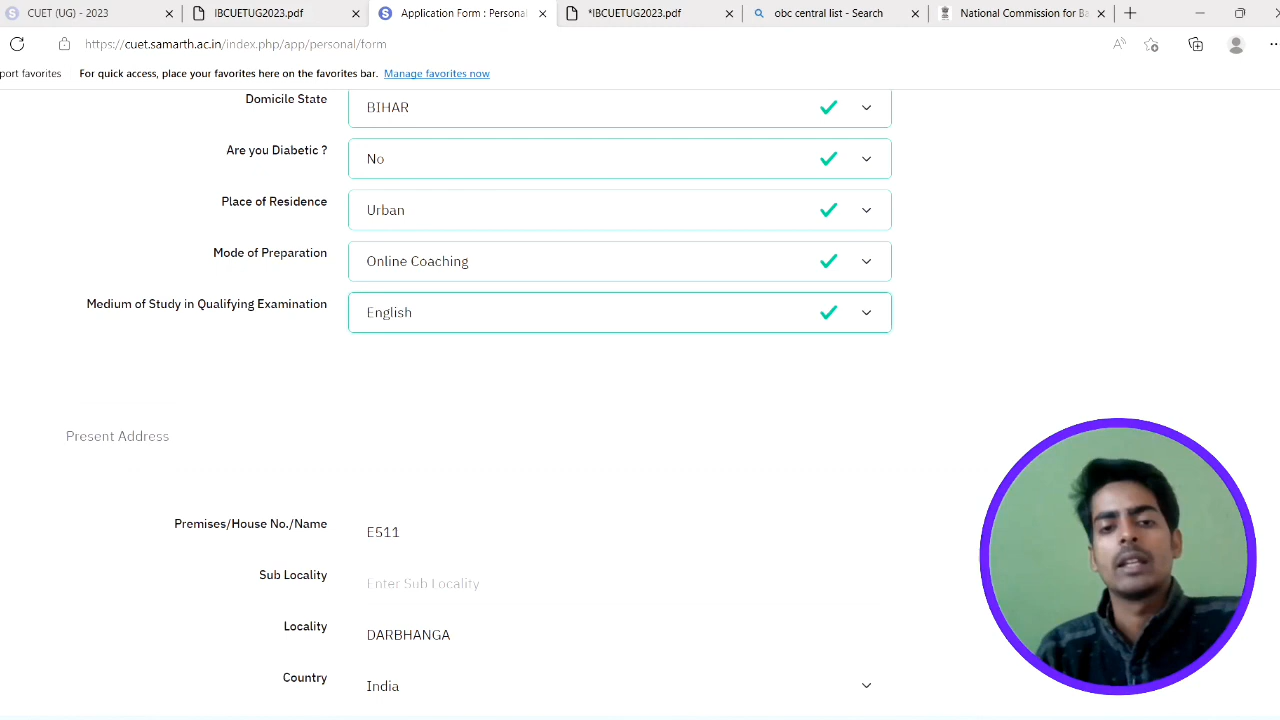 CUET (UG) - 2023
IBCUETUG2023.pdf
Application Form : Persona
*IBCUETUG2023.pdf
obc central list - Search
National Commission for Ba
https://cuet.samarth.ac.in/index.php/app/personal/form
port favorites
For quick access, place your favorites here on the favorites bar. Manage favorites now
Domicile State
BIHAR
Are you Diabetic ?
No
Place of Residence
Urban
Mode of Preparation
Online Coaching
Medium of Study in Qualifying Examination
English
Present Address
Premises/House No./Name
E511
Sub Locality
Enter Sub Locality
Locality
DARBHANGA
Country
India